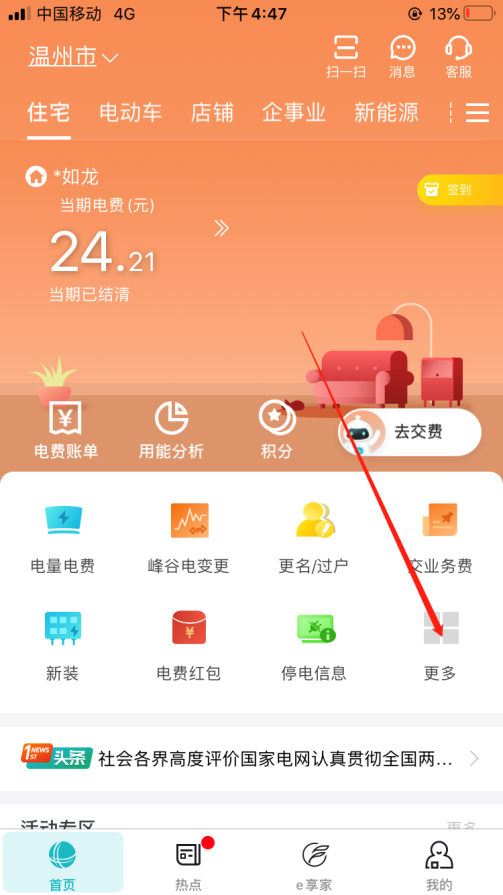 中国移动 4G 下午4:47 13%
温州市
扫一扫 消息 客服
住宅 电动车 店铺 企事业 新能源
*如龙
签到
当期电费(元)
24.21
当期已结清
电费账单 用能分析 积分 去交费
电量电费 峰谷电变更 更名/过户 交业务费
新装 电费红包 停电信息 更多
1ST NEWS 头条 社会各界高度评价国家电网认真贯彻全国两...
活动专区 更多
首页 热点 e享家 我的